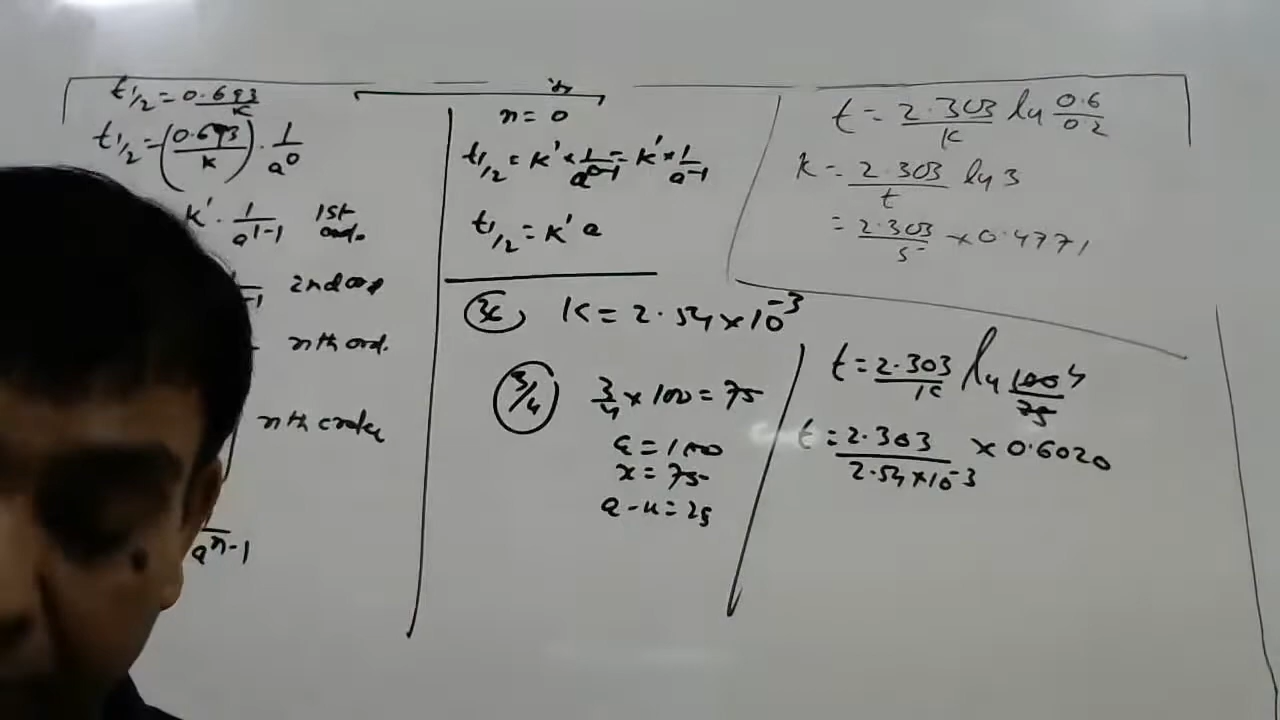 t1/2 = 0.693/K
t1/2 = (0.693/K) · 1/a⁰
K' · 1/a¹⁻¹ 1st
2nd
nth ord.
nth order
aⁿ⁻¹
n = 0
t1/2 = K' × 1/a⁰⁻¹ = K' × 1/a⁻¹
t1/2 = K' a
K = 2.54 × 10⁻³
3/4
3/4 × 100 = 75
a = 100
x = 75
a - x = 25
t = 2.303/K log 0.6/0.2
K = 2.303/t log 3
= 2.303/5 × 0.4771
t = 2.303/K log 100 4/25
t = 2.303/2.54×10⁻³ × 0.6020